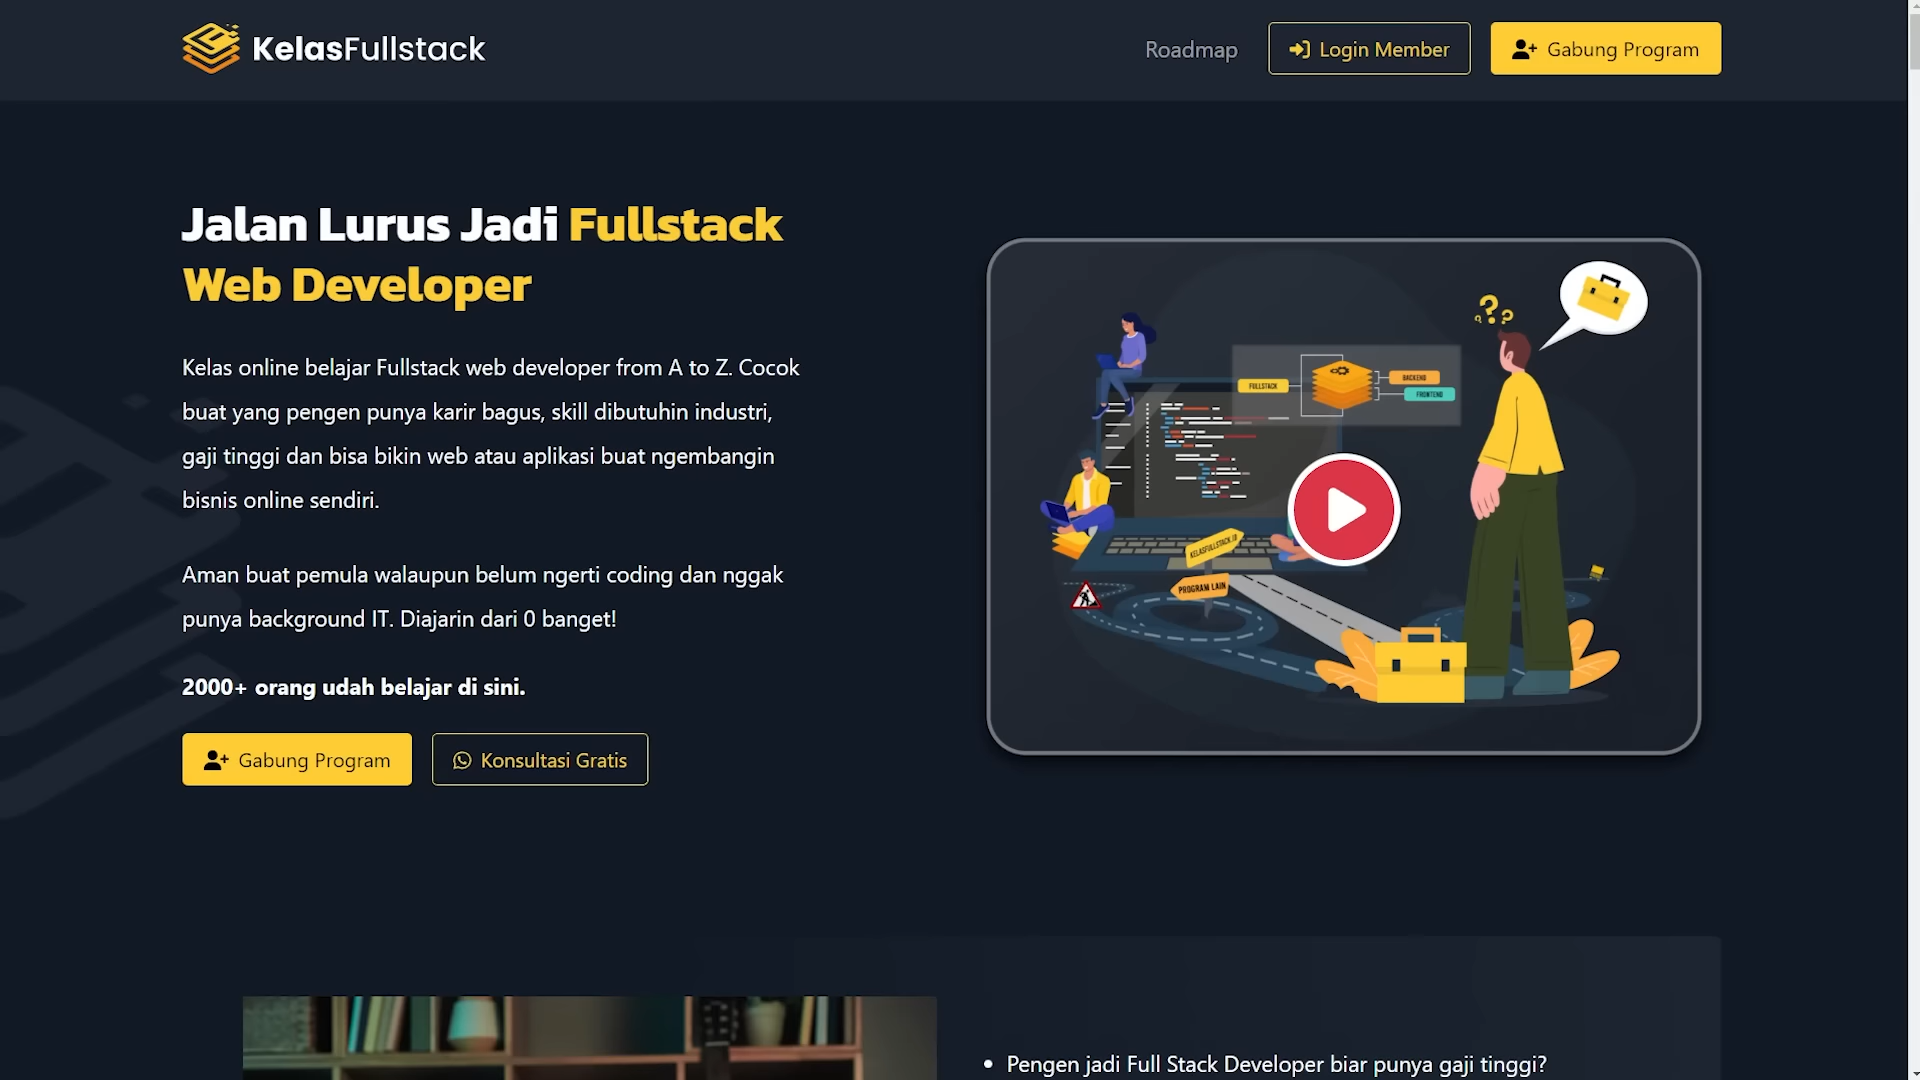 KelasFullstack
Roadmap
Login Member
Gabung Program
Jalan Lurus Jadi Fullstack
Web Developer
Kelas online belajar Fullstack web developer from A to Z. Cocok
buat yang pengen punya karir bagus, skill dibutuhin industri,
gaji tinggi dan bisa bikin web atau aplikasi buat ngembangin
bisnis online sendiri.
Aman buat pemula walaupun belum ngerti coding dan nggak
punya background IT. Diajarin dari 0 banget!
2000+ orang udah belajar di sini.
Gabung Program
Konsultasi Gratis
???
FULLSTACK
BACKEND
FRONTEND
KELASFULLSTACK.ID
PROGRAM LAIN
• Pengen jadi Full Stack Developer biar punya gaji tinggi?